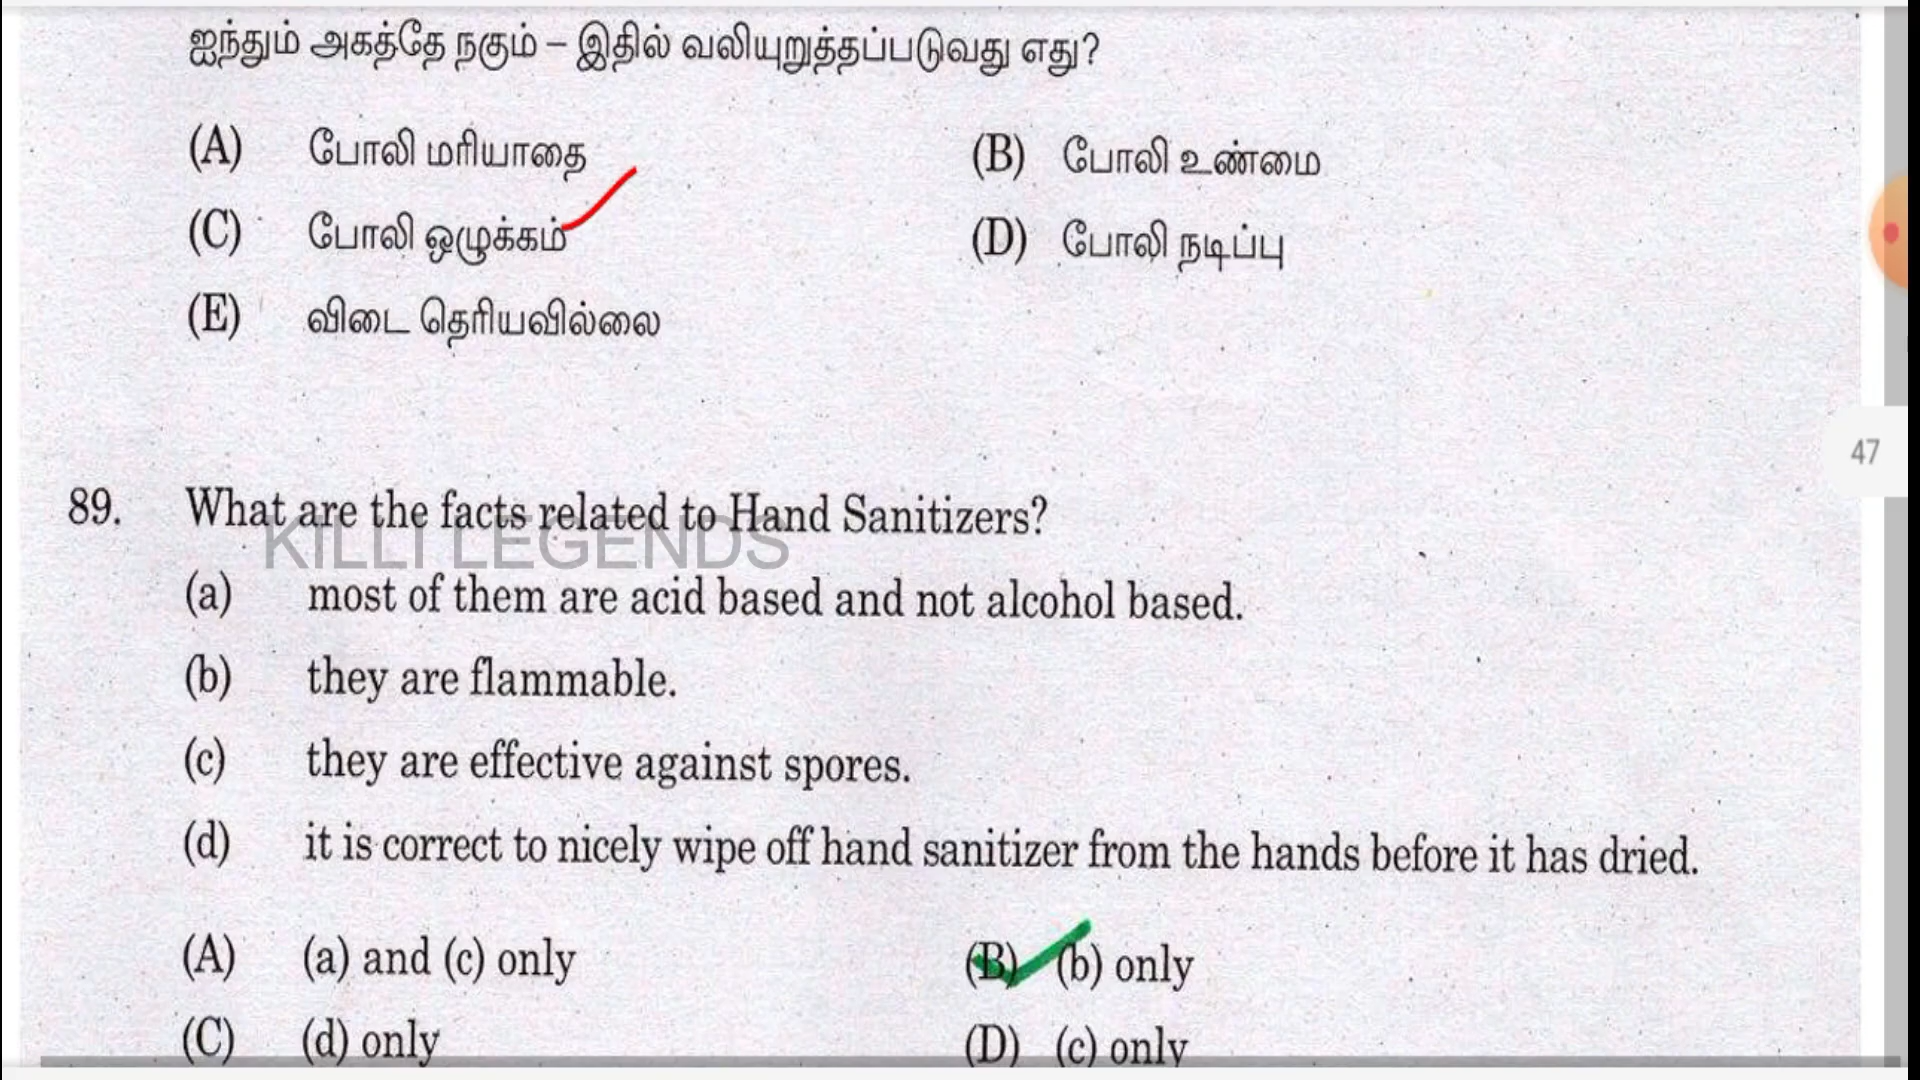 ஐந்தும் அகத்தே நகும் – இதில் வலியுறுத்தப்படுவது எது?
(A) போலி மரியாதை (B) போலி உண்மை
(C) போலி ஒழுக்கம் (D) போலி நடிப்பு
(E) விடை தெரியவில்லை
47
89. What are the facts related to Hand Sanitizers?
KILLI LEGENDS
(a) most of them are acid based and not alcohol based.
(b) they are flammable.
(c) they are effective against spores.
(d) it is correct to nicely wipe off hand sanitizer from the hands before it has dried.
(A) (a) and (c) only (B) (b) only
(C) (d) only (D) (c) only